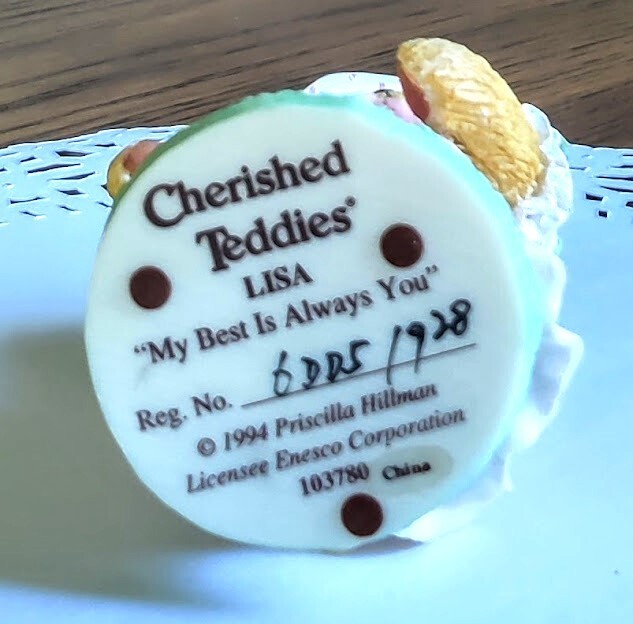 Cherished
Teddies®
LISA
“My Best Is Always You”
Reg. No. 6DD5/928
© 1994 Priscilla Hillman
Licensee Enesco Corporation
103780 China